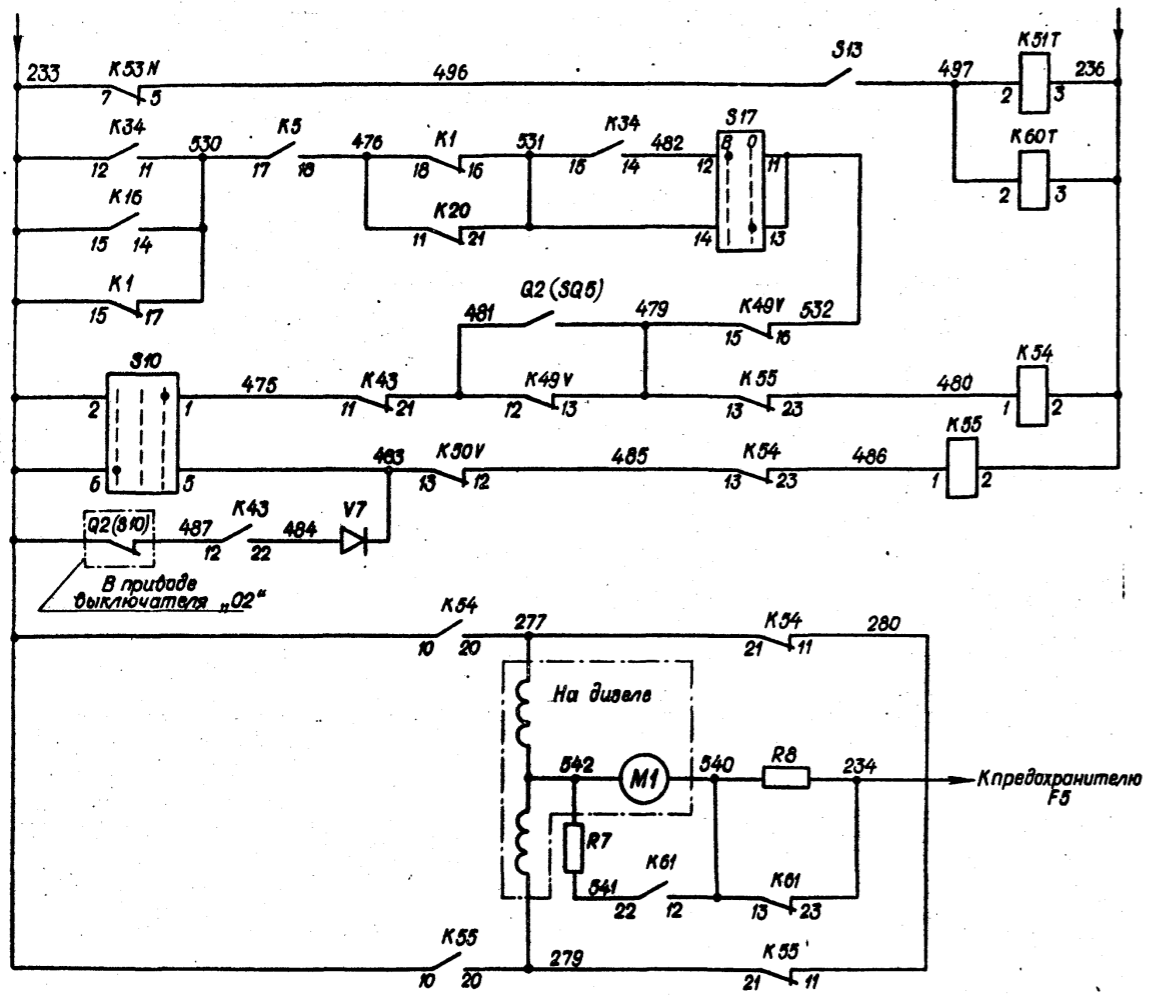 233 K53N 496 S13 497 K51T 236
7 5 2 3
K34 530 K5 476 K1 531 K34 482 S17 K60T
12 11 17 18 18 16 15 14 12 В О 11 2 3
K16 K20
15 14 11 21 14 13
K1 Q2(SQ5)
15 17 481 479 K49V 532
15 16
S10 475 K43 K49V K55 480 K54
2 1 11 21 12 13 13 23 1 2
483 K50V 485 K54 486 K55
6 5 13 12 13 23 1 2
Q2(S10) 487 K43 484 V7
12 22
В приводе
выключателя „Q2“
K54 277 K54 280
10 20 21 11
На дизеле
542 M1 540 R8 234 К предохранителю
F5
R7 K61 K61
541 22 12 13 23
K55 279 K55
10 20 21 11